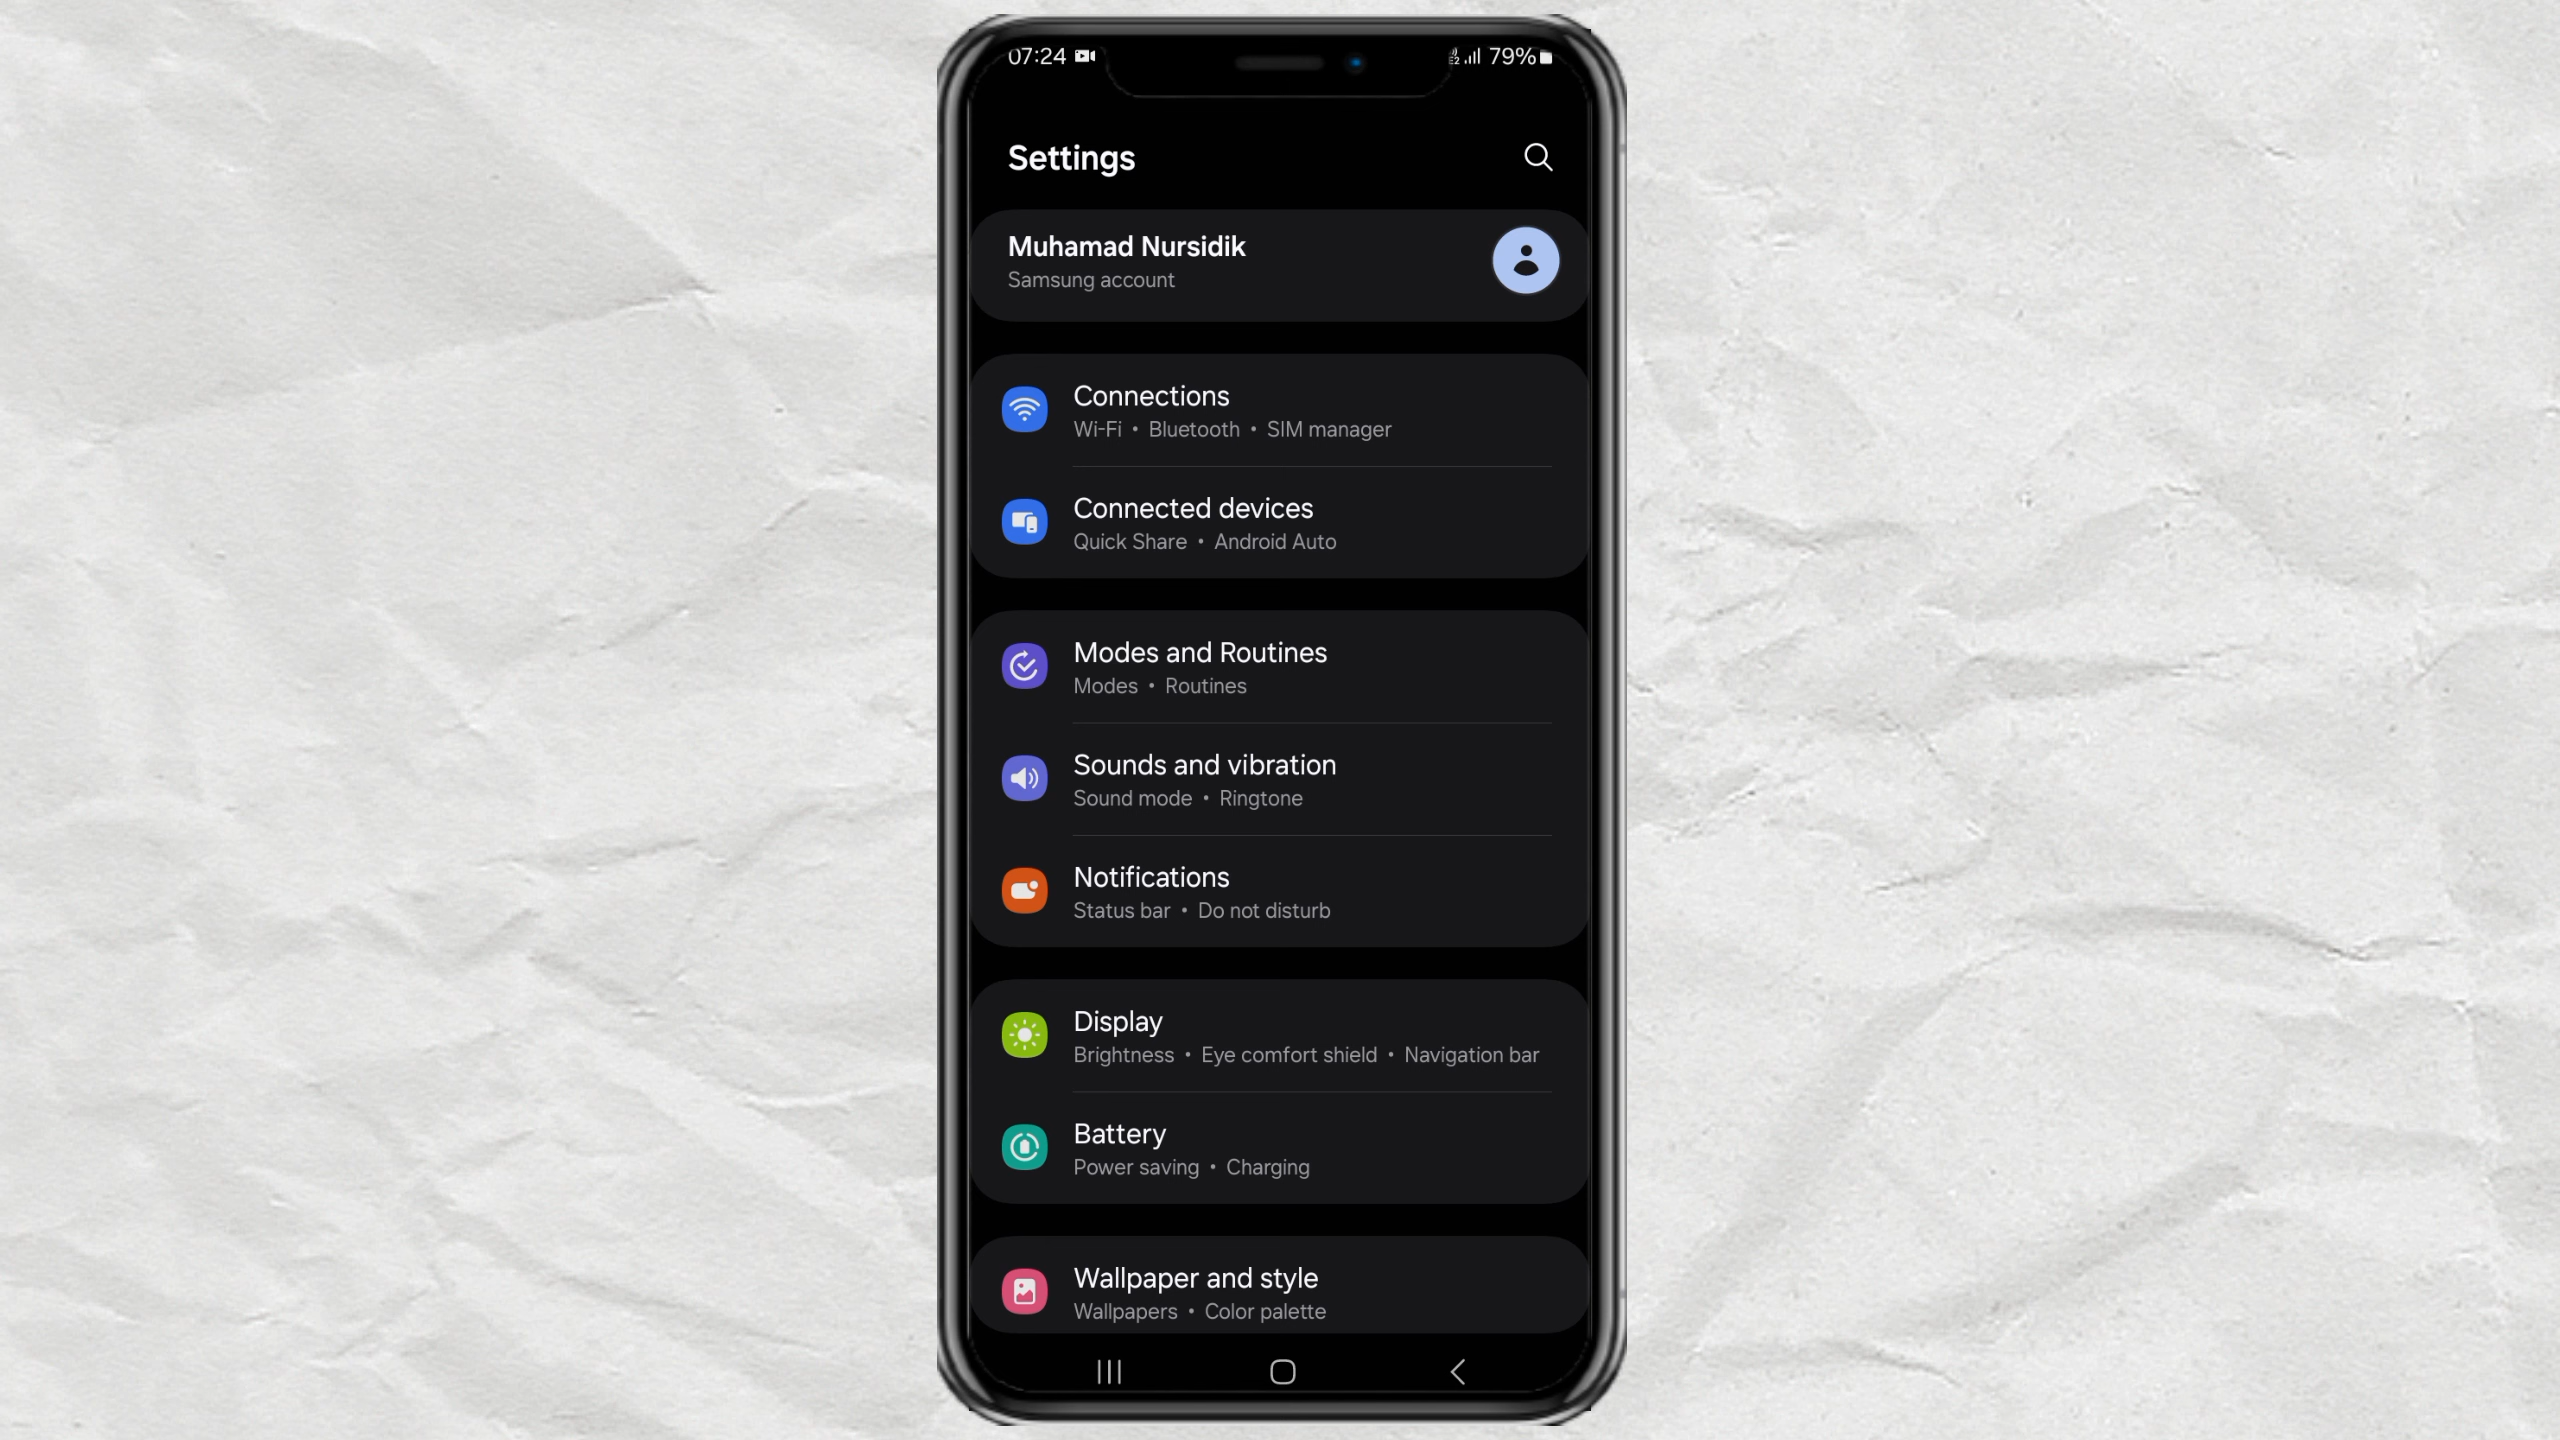 07:24 79%
Settings
Muhamad Nursidik
Samsung account
Connections
Wi-Fi • Bluetooth • SIM manager
Connected devices
Quick Share • Android Auto
Modes and Routines
Modes • Routines
Sounds and vibration
Sound mode • Ringtone
Notifications
Status bar • Do not disturb
Display
Brightness • Eye comfort shield • Navigation bar
Battery
Power saving • Charging
Wallpaper and style
Wallpapers • Color palette